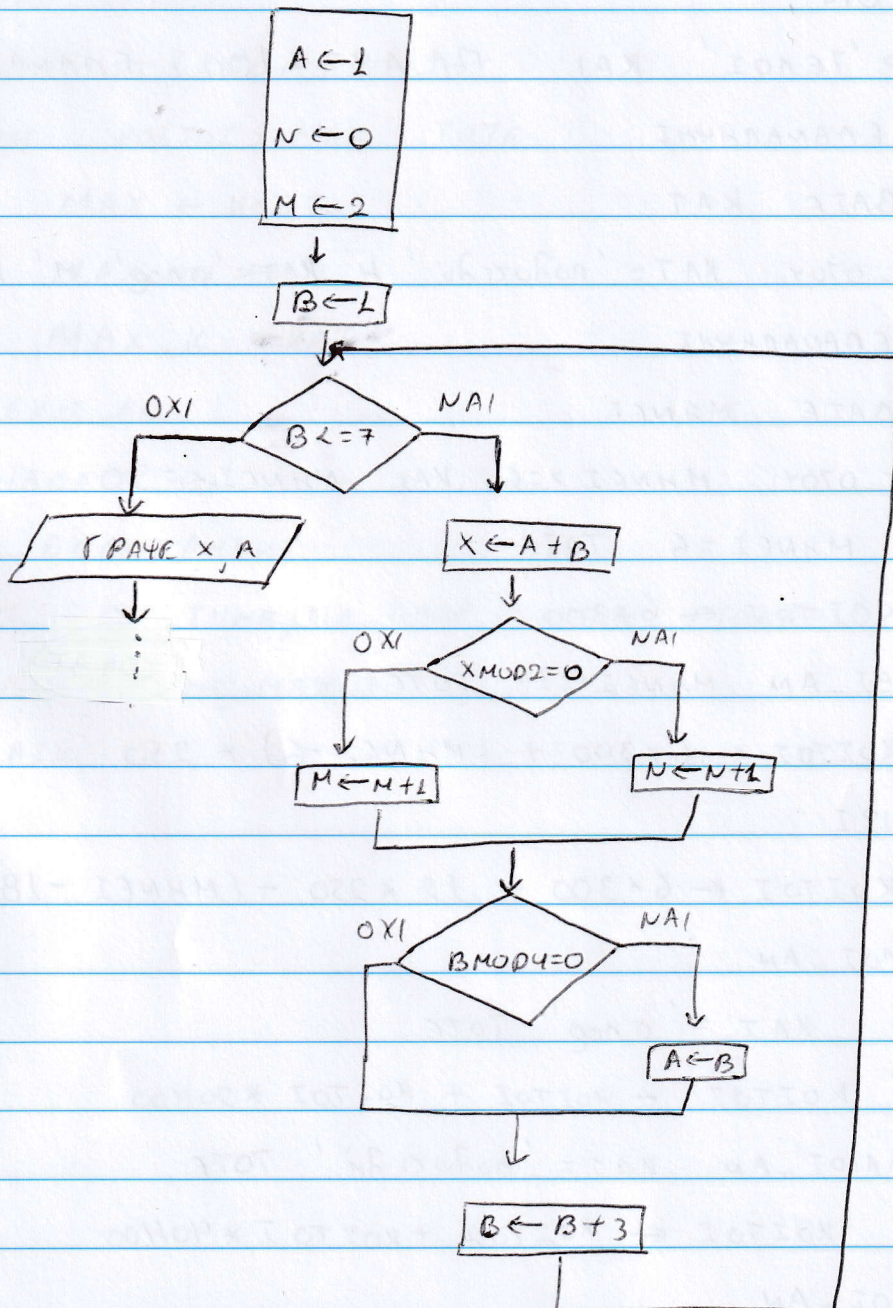 A ← 1
N ← 0
M ← 2
B ← 1
ΟΧΙ ΝΑΙ
B <= 7
ΓΡΑΨΕ X, A
X ← A + B
ΟΧΙ ΝΑΙ
X MOD 2 = 0
M ← M + 1
N ← N + 1
ΟΧΙ ΝΑΙ
B MOD 4 = 0
A ← B
B ← B + 3